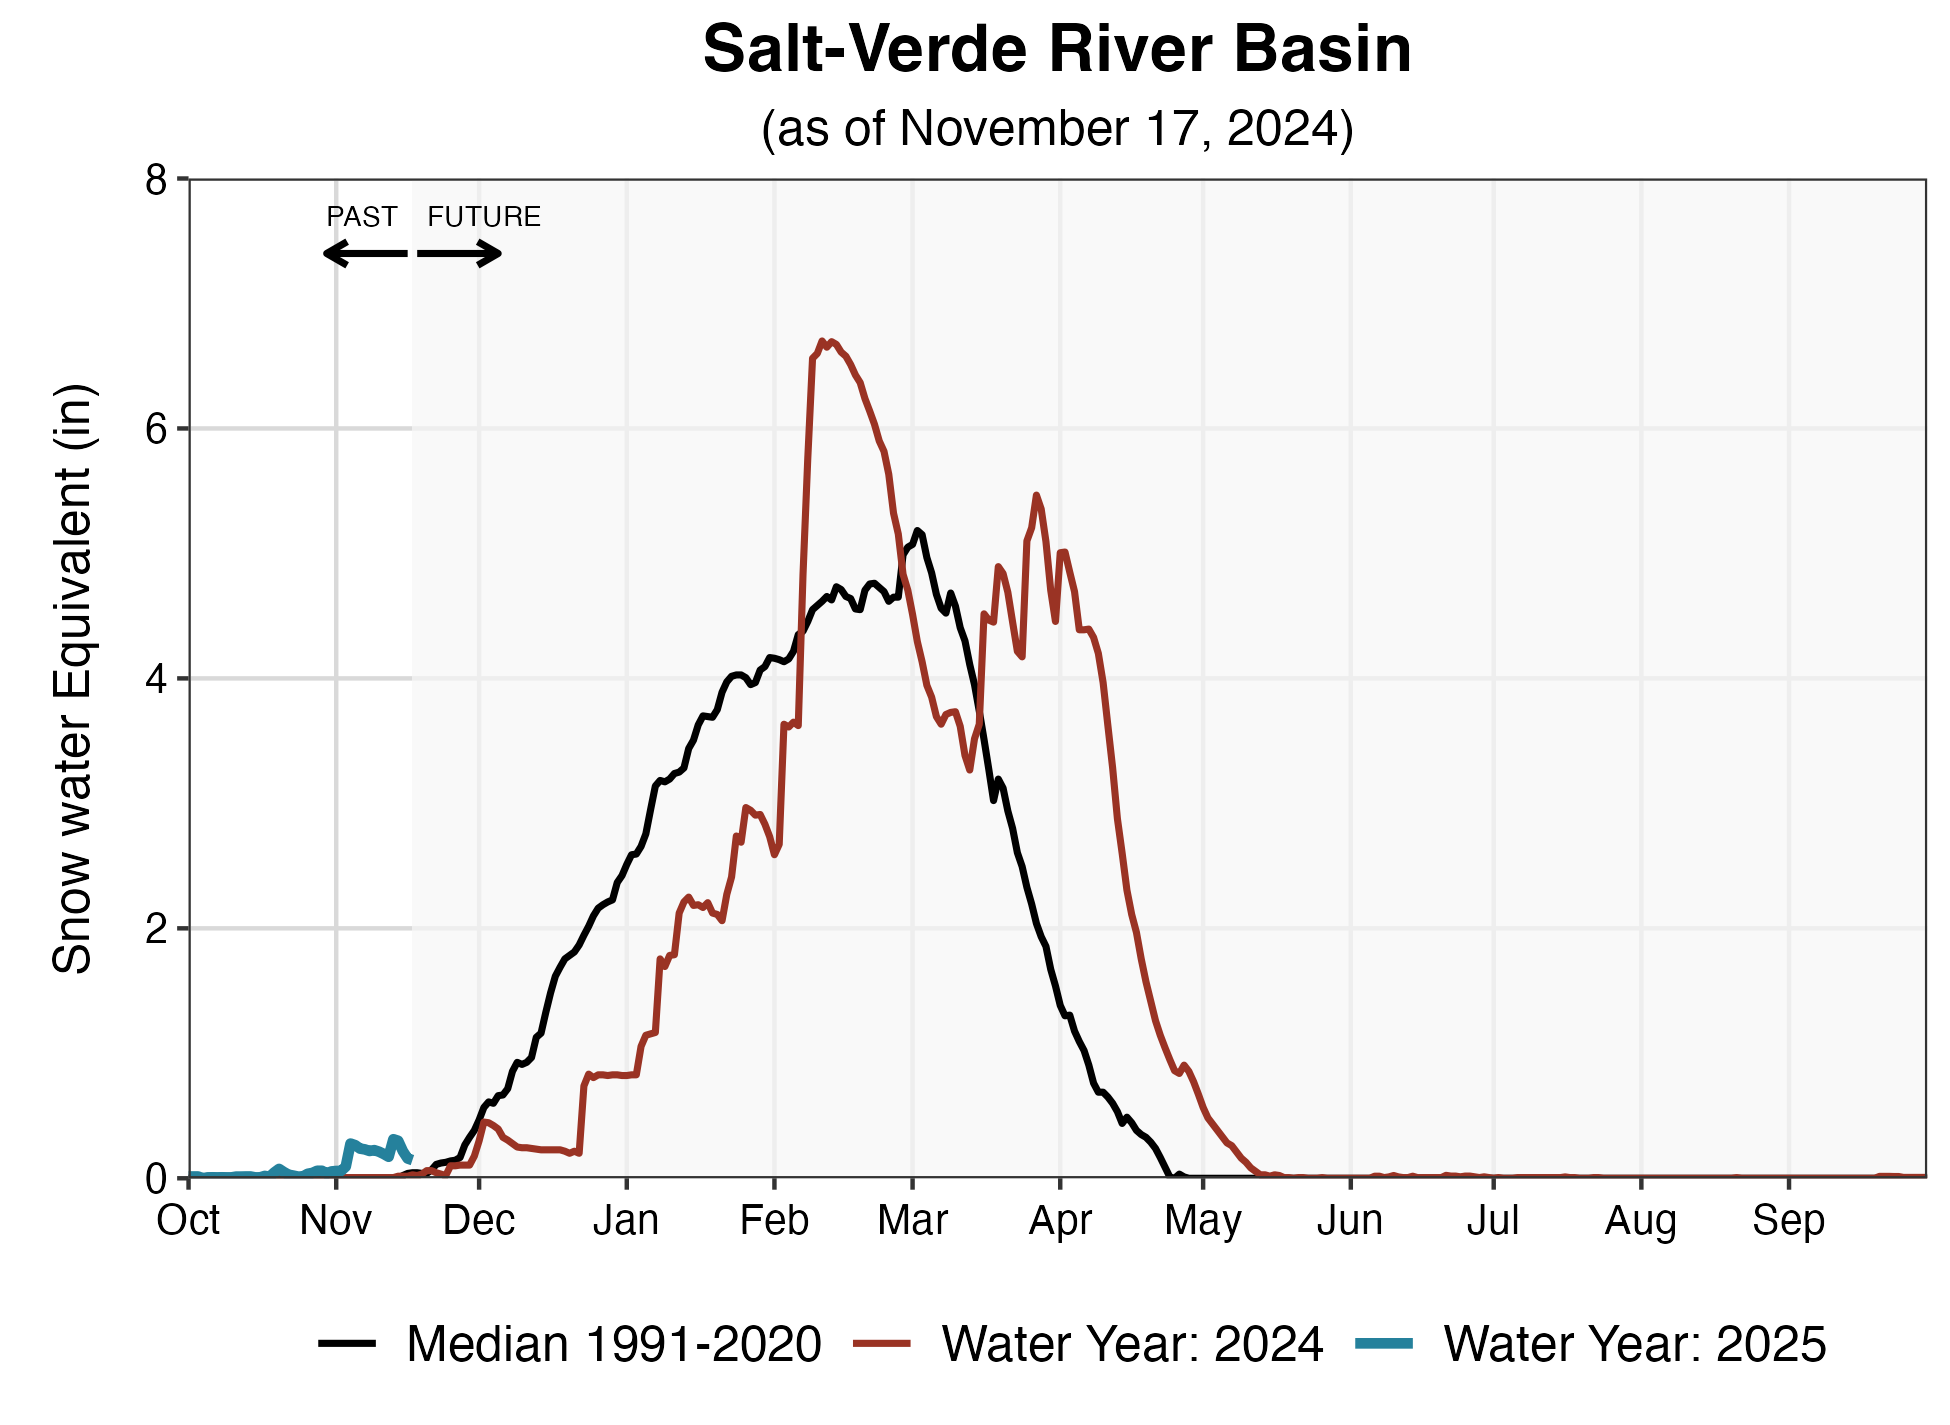 Salt-Verde River Basin
(as of November 17, 2024)
8
PAST FUTURE
6
4
2
0
Snow water Equivalent (in)
Oct Nov Dec Jan Feb Mar Apr May Jun Jul Aug Sep
Median 1991-2020 Water Year: 2024 Water Year: 2025